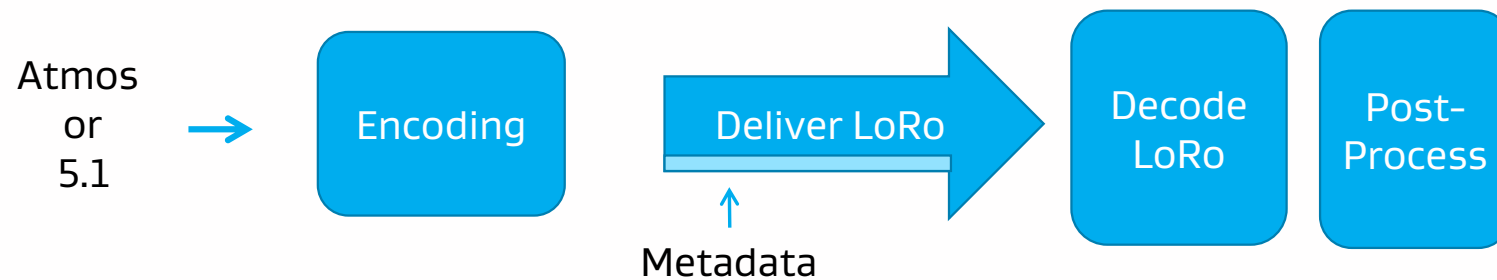 Atmos
or
5.1
Encoding
Deliver LoRo
Metadata
Decode
LoRo
Post-
Process